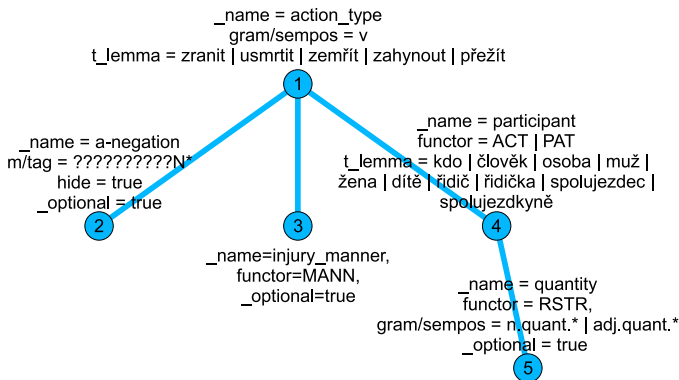 _name = action_type
gram/sempos = v
t_lemma = zranit | usmrtit | zemřít | zahynout | přežít
1
_name = a-negation
m/tag = ??????????N*
hide = true
_optional = true
2
3
_name=injury_manner,
functor=MANN,
_optional=true
_name = participant
functor = ACT | PAT
t_lemma = kdo | člověk | osoba | muž |
žena | dítě | řidič | řidička | spolujezdec |
spolujezdkyně
4
_name = quantity
functor = RSTR,
gram/sempos = n.quant.* | adj.quant.*
_optional = true
5